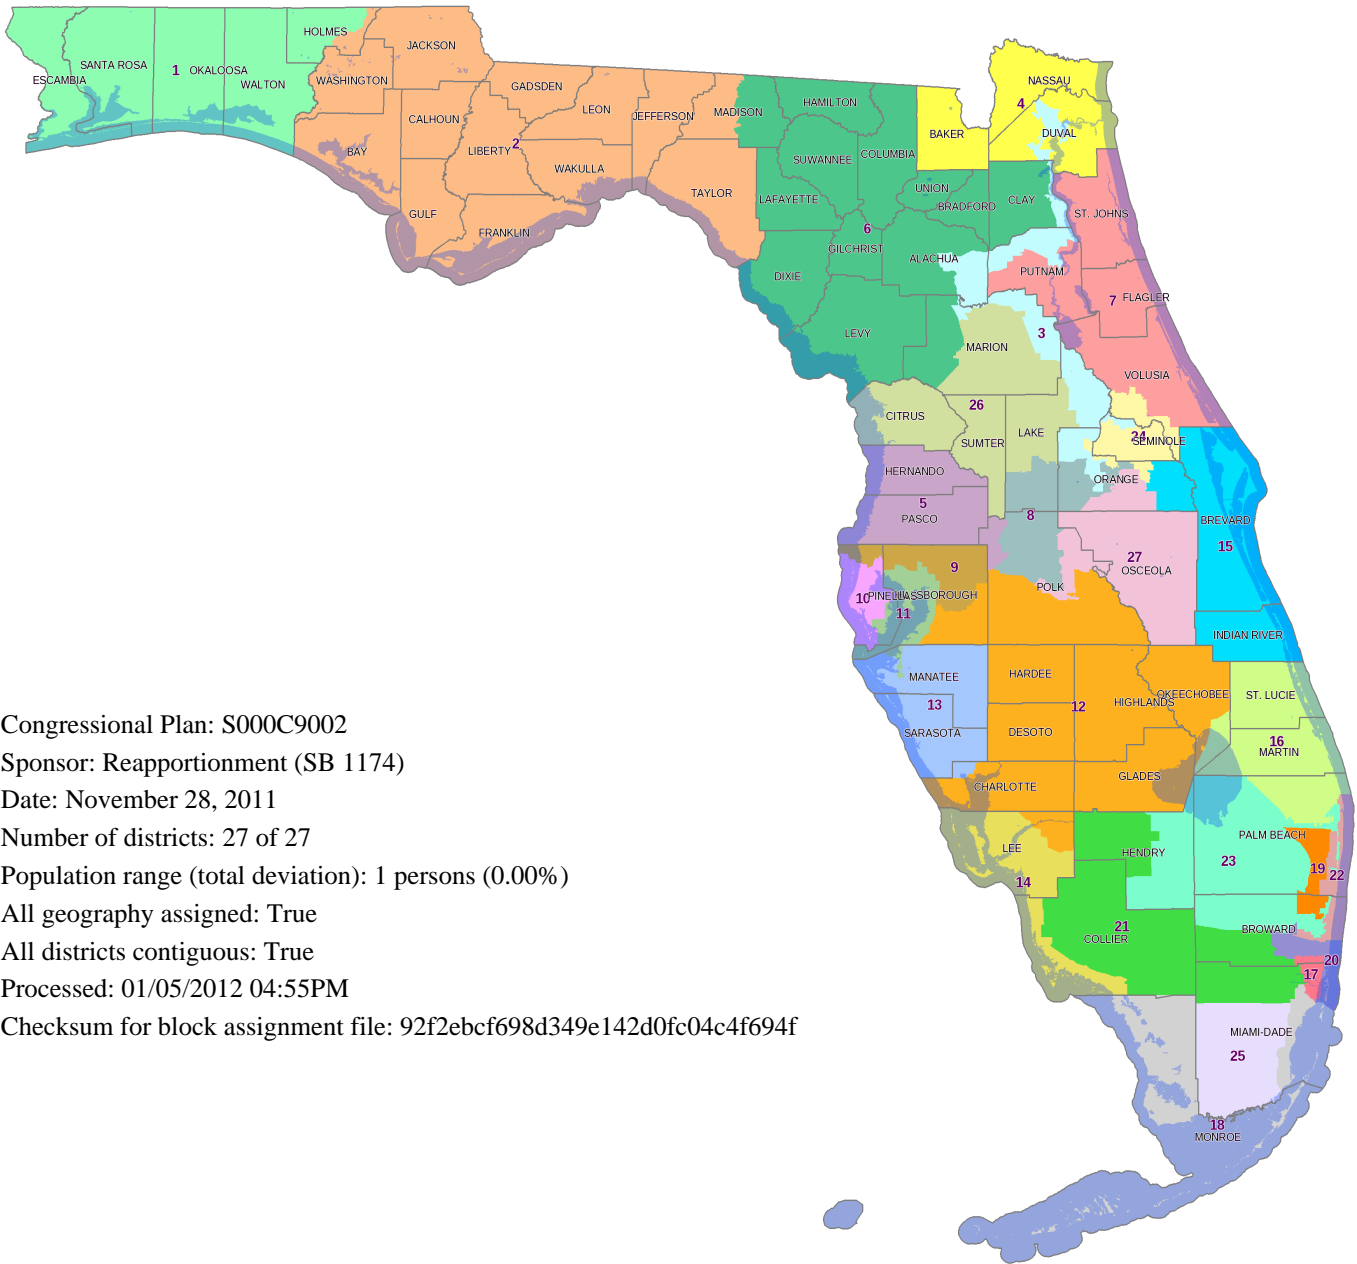 HOLMES
JACKSON
SANTA ROSA
1 OKALOOSA
ESCAMBIA
WALTON
WASHINGTON
GADSDEN
NASSAU
4
LEON
JEFFERSON
MADISON
HAMILTON
CALHOUN
BAKER
DUVAL
BAY
LIBERTY 2
SUWANNEE
COLUMBIA
WAKULLA
TAYLOR
LAFAYETTE
UNION
BRADFORD
CLAY
GULF
ST. JOHNS
FRANKLIN
6
GILCHRIST
ALACHUA
DIXIE
PUTNAM
7 FLAGLER
LEVY
3
MARION
VOLUSIA
26
CITRUS
LAKE
SUMTER
24
SEMINOLE
HERNANDO
ORANGE
5
PASCO
8
BREVARD
15
27
OSCEOLA
9
POLK
10
PINELLAS
HILLSBOROUGH
11
INDIAN RIVER
MANATEE
HARDEE
OKEECHOBEE
ST. LUCIE
13
12
HIGHLANDS
SARASOTA
DESOTO
16
MARTIN
GLADES
CHARLOTTE
PALM BEACH
LEE
HENDRY
23
19
22
14
21
COLLIER
BROWARD
20
17
MIAMI-DADE
25
18
MONROE
Congressional Plan: S000C9002
Sponsor: Reapportionment (SB 1174)
Date: November 28, 2011
Number of districts: 27 of 27
Population range (total deviation): 1 persons (0.00%)
All geography assigned: True
All districts contiguous: True
Processed: 01/05/2012 04:55PM
Checksum for block assignment file: 92f2ebcf698d349e142d0fc04c4f694f